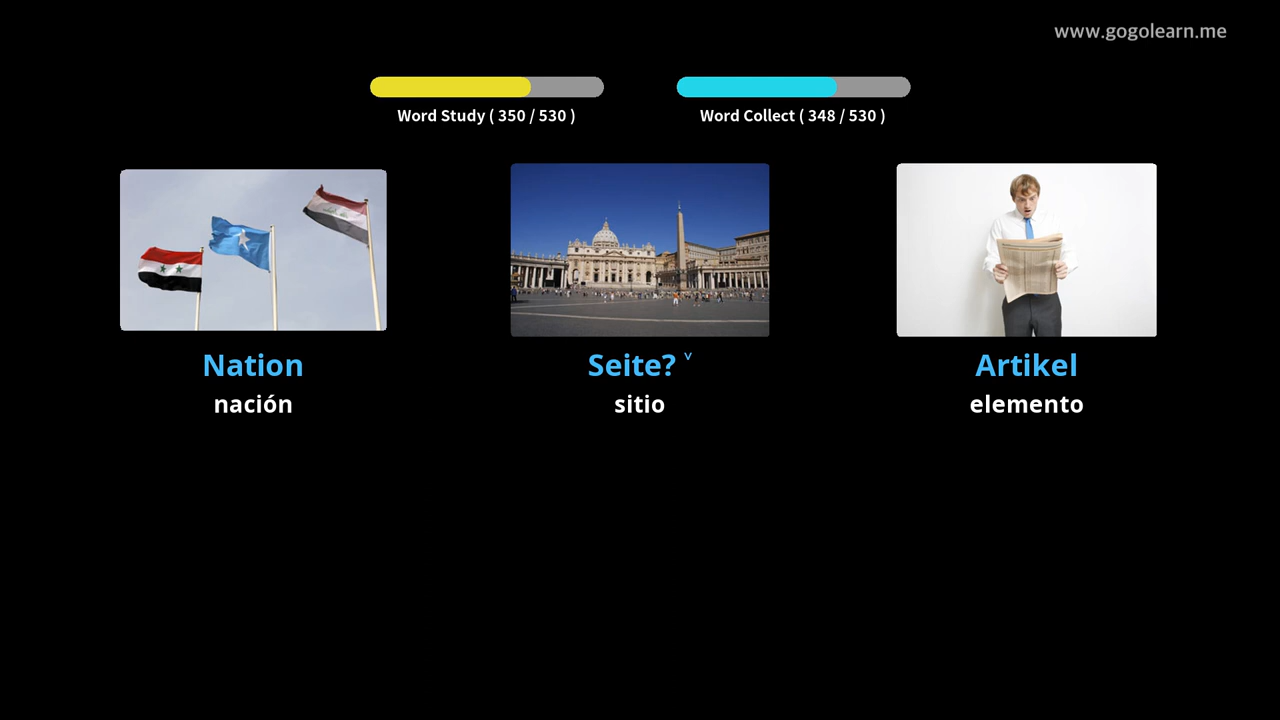 www.gogolearn.me
Word Study ( 350 / 530 )
Word Collect ( 348 / 530 )
Nation
nación
Seite? ˅
sitio
Artikel
elemento